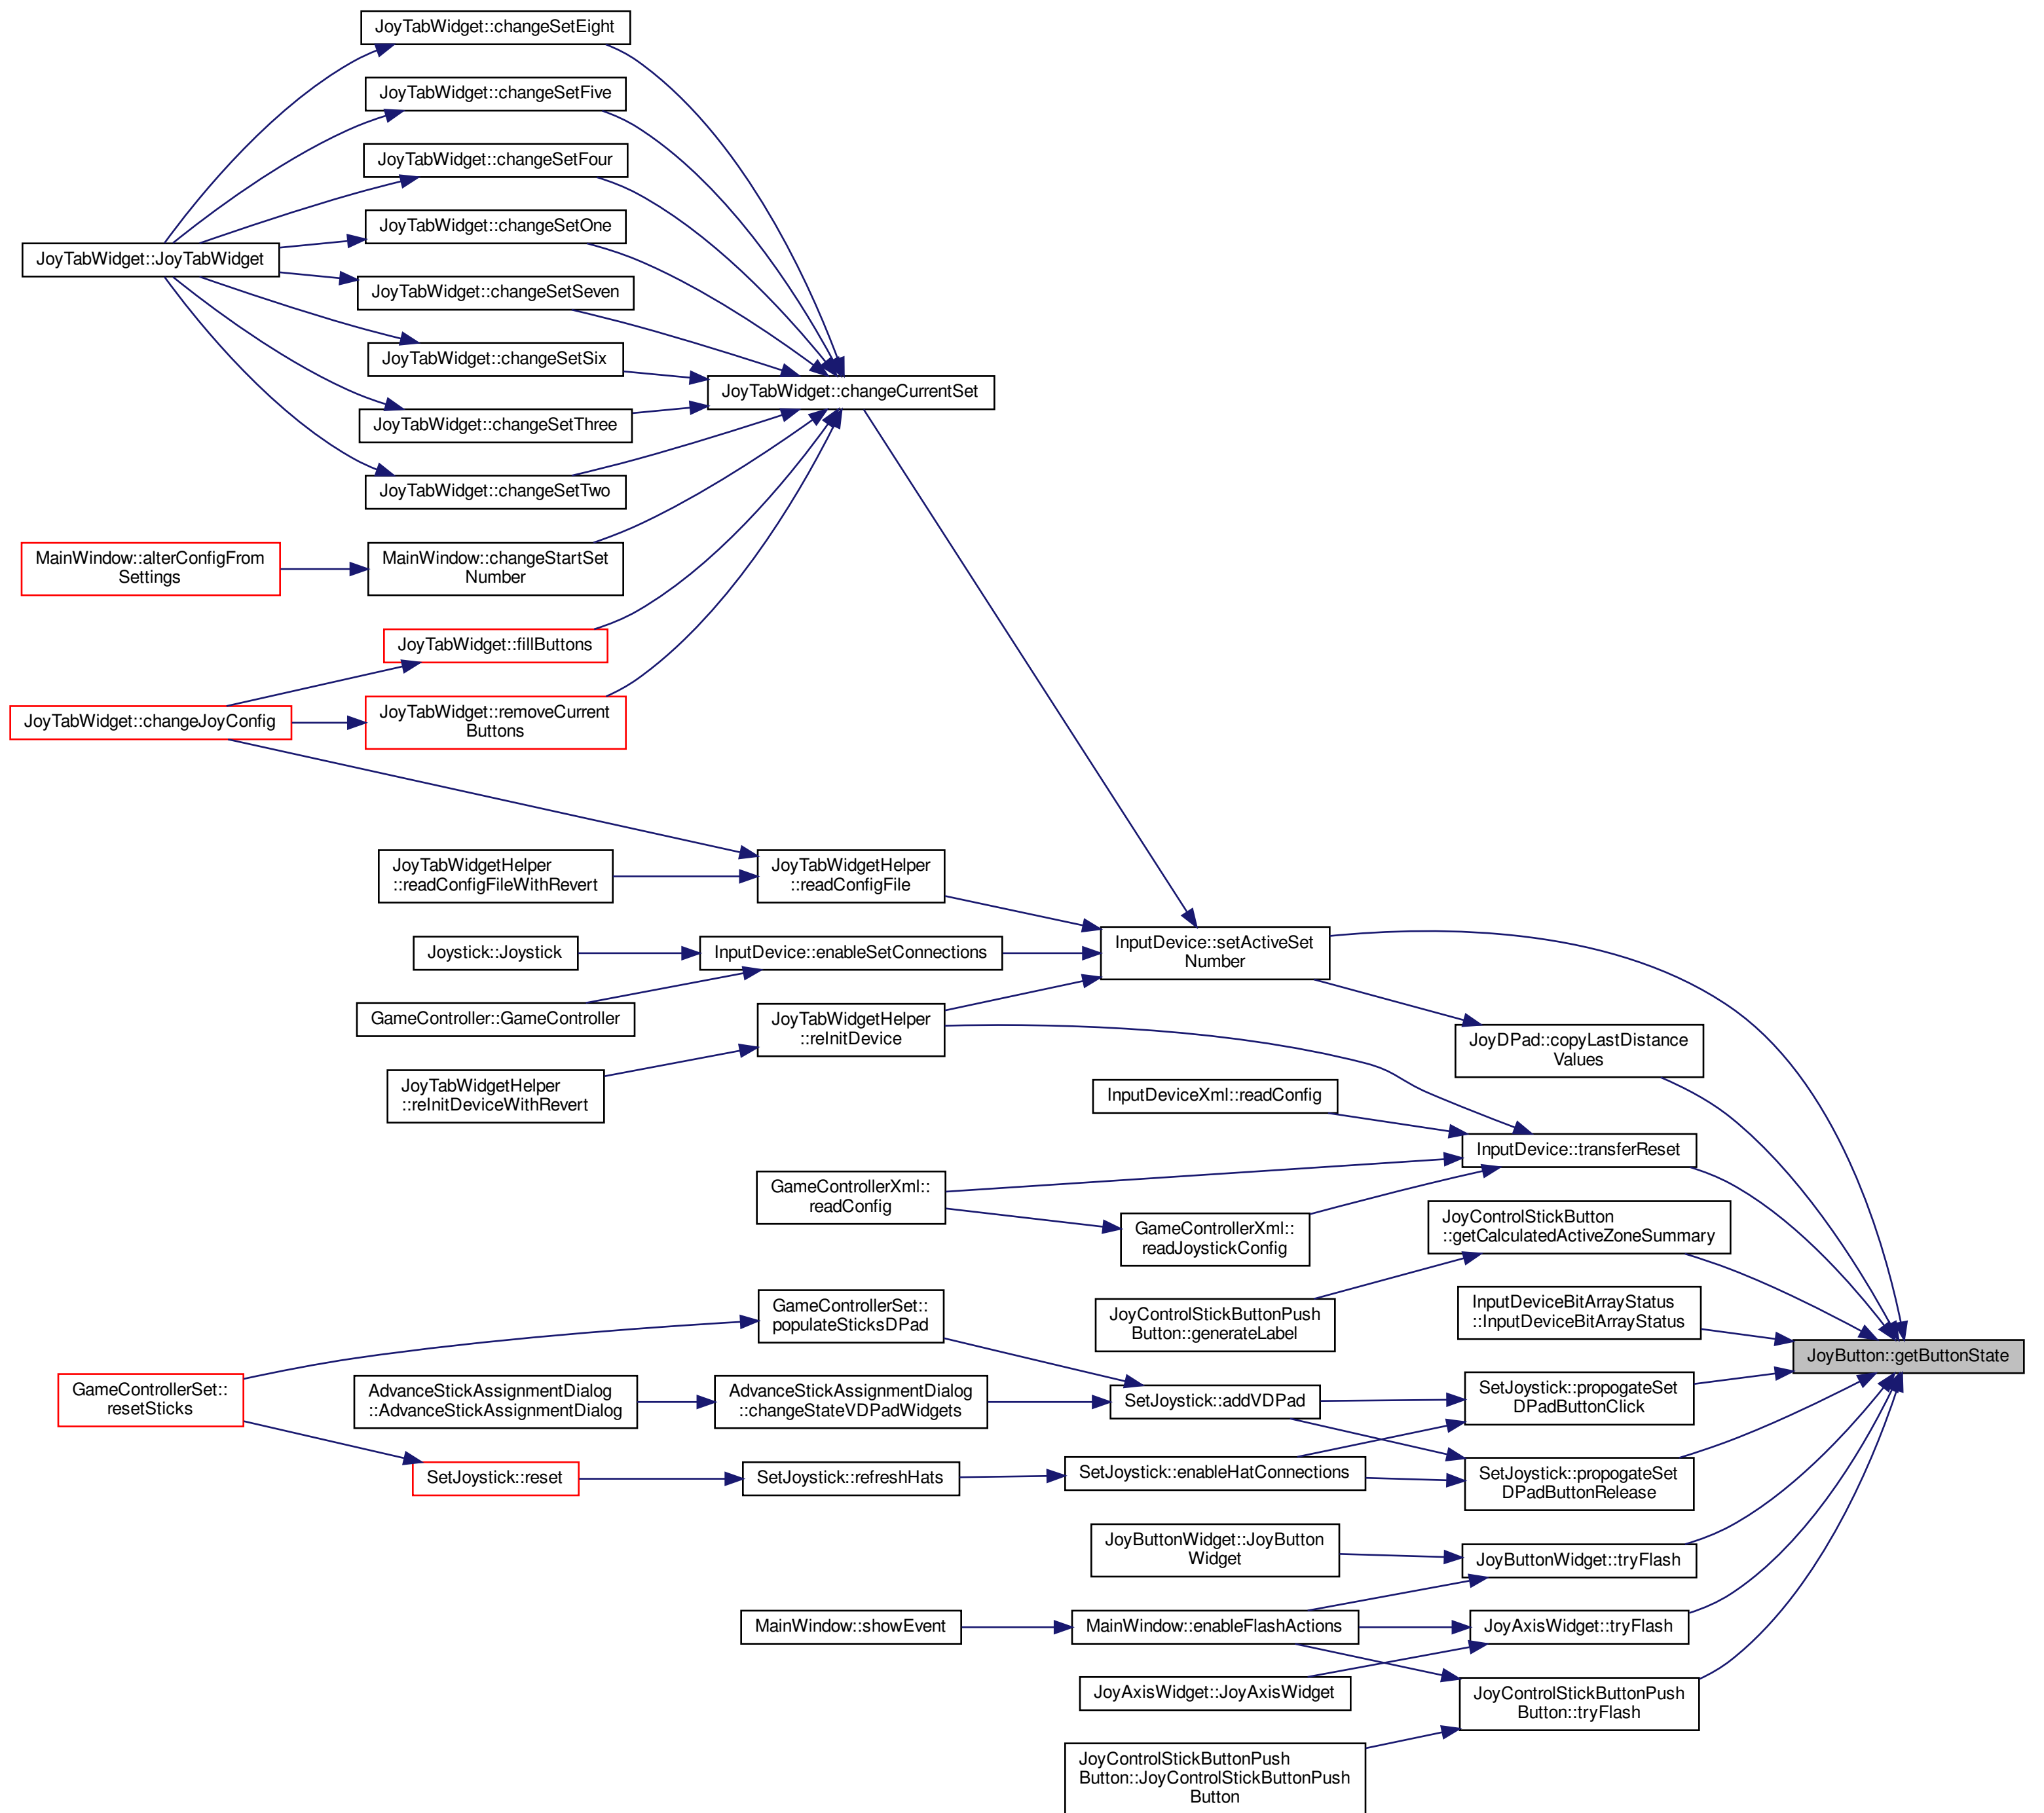 JoyTabWidget::changeSetEight
JoyTabWidget::changeSetFive
JoyTabWidget::changeSetFour
JoyTabWidget::changeSetOne
JoyTabWidget::JoyTabWidget
JoyTabWidget::changeSetSeven
JoyTabWidget::changeSetSix
JoyTabWidget::changeCurrentSet
JoyTabWidget::changeSetThree
JoyTabWidget::changeSetTwo
MainWindow::alterConfigFrom
Settings
MainWindow::changeStartSet
Number
JoyTabWidget::fillButtons
JoyTabWidget::changeJoyConfig
JoyTabWidget::removeCurrent
Buttons
JoyTabWidgetHelper
::readConfigFileWithRevert
JoyTabWidgetHelper
::readConfigFile
Joystick::Joystick
InputDevice::enableSetConnections
InputDevice::setActiveSet
Number
GameController::GameController
JoyTabWidgetHelper
::reInitDevice
JoyDPad::copyLastDistance
Values
JoyTabWidgetHelper
::reInitDeviceWithRevert
InputDeviceXml::readConfig
InputDevice::transferReset
GameControllerXml::
readConfig
GameControllerXml::
readJoystickConfig
JoyControlStickButton
::getCalculatedActiveZoneSummary
JoyControlStickButtonPush
Button::generateLabel
InputDeviceBitArrayStatus
::InputDeviceBitArrayStatus
JoyButton::getButtonState
GameControllerSet::
populateSticksDPad
GameControllerSet::
resetSticks
AdvanceStickAssignmentDialog
::AdvanceStickAssignmentDialog
AdvanceStickAssignmentDialog
::changeStateVDPadWidgets
SetJoystick::addVDPad
SetJoystick::propogateSet
DPadButtonClick
SetJoystick::reset
SetJoystick::refreshHats
SetJoystick::enableHatConnections
SetJoystick::propogateSet
DPadButtonRelease
JoyButtonWidget::JoyButton
Widget
JoyButtonWidget::tryFlash
MainWindow::showEvent
MainWindow::enableFlashActions
JoyAxisWidget::tryFlash
JoyAxisWidget::JoyAxisWidget
JoyControlStickButtonPush
Button::tryFlash
JoyControlStickButtonPush
Button::JoyControlStickButtonPush
Button